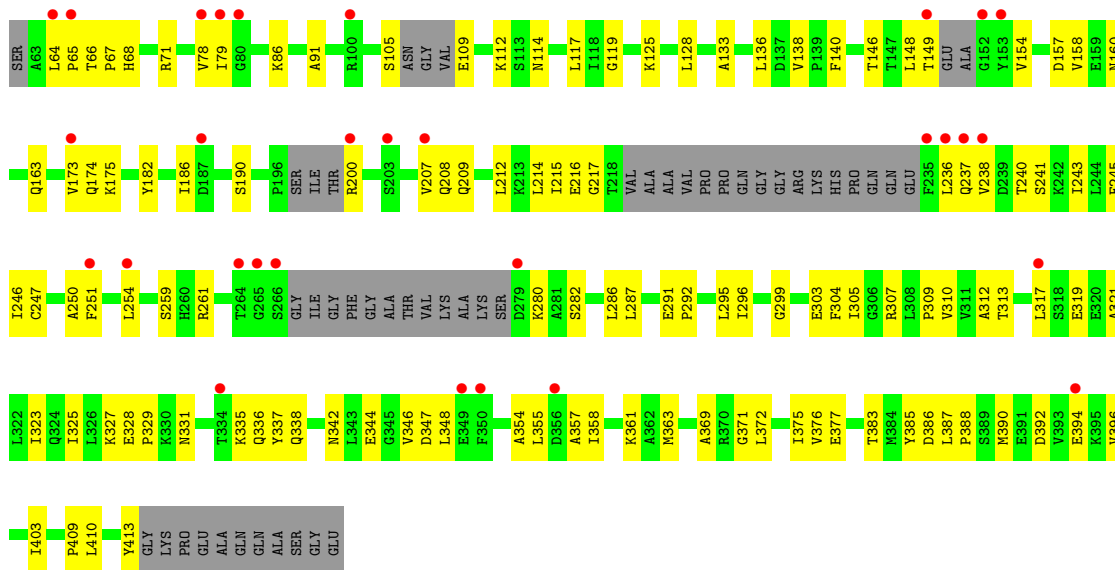 SER A63 L64 P65 T66 P67 H68 R71 V78 I79 G80 K86 A91 R100 S105 ASN GLY VAL E109 K112 S113 N114 L117 I118 G119 K125 L128 A133 L136 D137 V138 P139 F140 T146 T147 L148 T149 GLU ALA G152 Y153 V154 D157 V158 E159 N160
Q163 V173 Q174 K175 Y182 I186 D187 S190 P196 SER ILE THR R200 S203 V207 Q208 Q209 L212 K213 L214 I215 E216 G217 T218 VAL ALA ALA VAL PRO PRO GLN GLY GLY ARG LYS HIS PRO GLN GLN GLU F235 L236 Q237 V238 D239 T240 S241 K242 I243 L244 F245
I246 C247 A250 F251 L254 S259 H260 R261 T264 G265 S266 GLY ILE GLY PHE GLY ALA THR VAL LYS ALA LYS SER D279 K280 A281 S282 L286 L287 E291 P292 L295 I296 G299 E303 F304 I305 G306 R307 L308 P309 V310 V311 A312 T313 L317 S318 E319 E320 A321
L322 I323 Q324 I325 L326 K327 E328 P329 K330 N331 T334 K335 Q336 Y337 Q338 N342 L343 E344 G345 V346 D347 L348 E349 F350 A354 L355 D356 A357 I358 K361 A362 M363 A369 R370 G371 L372 I375 V376 E377 T383 M384 Y385 D386 L387 P388 S389 M390 E391 D392 V393 E394 K395 V396
I403 P409 L410 Y413 GLY LYS PRO GLU ALA GLN GLN ALA SER GLY GLU